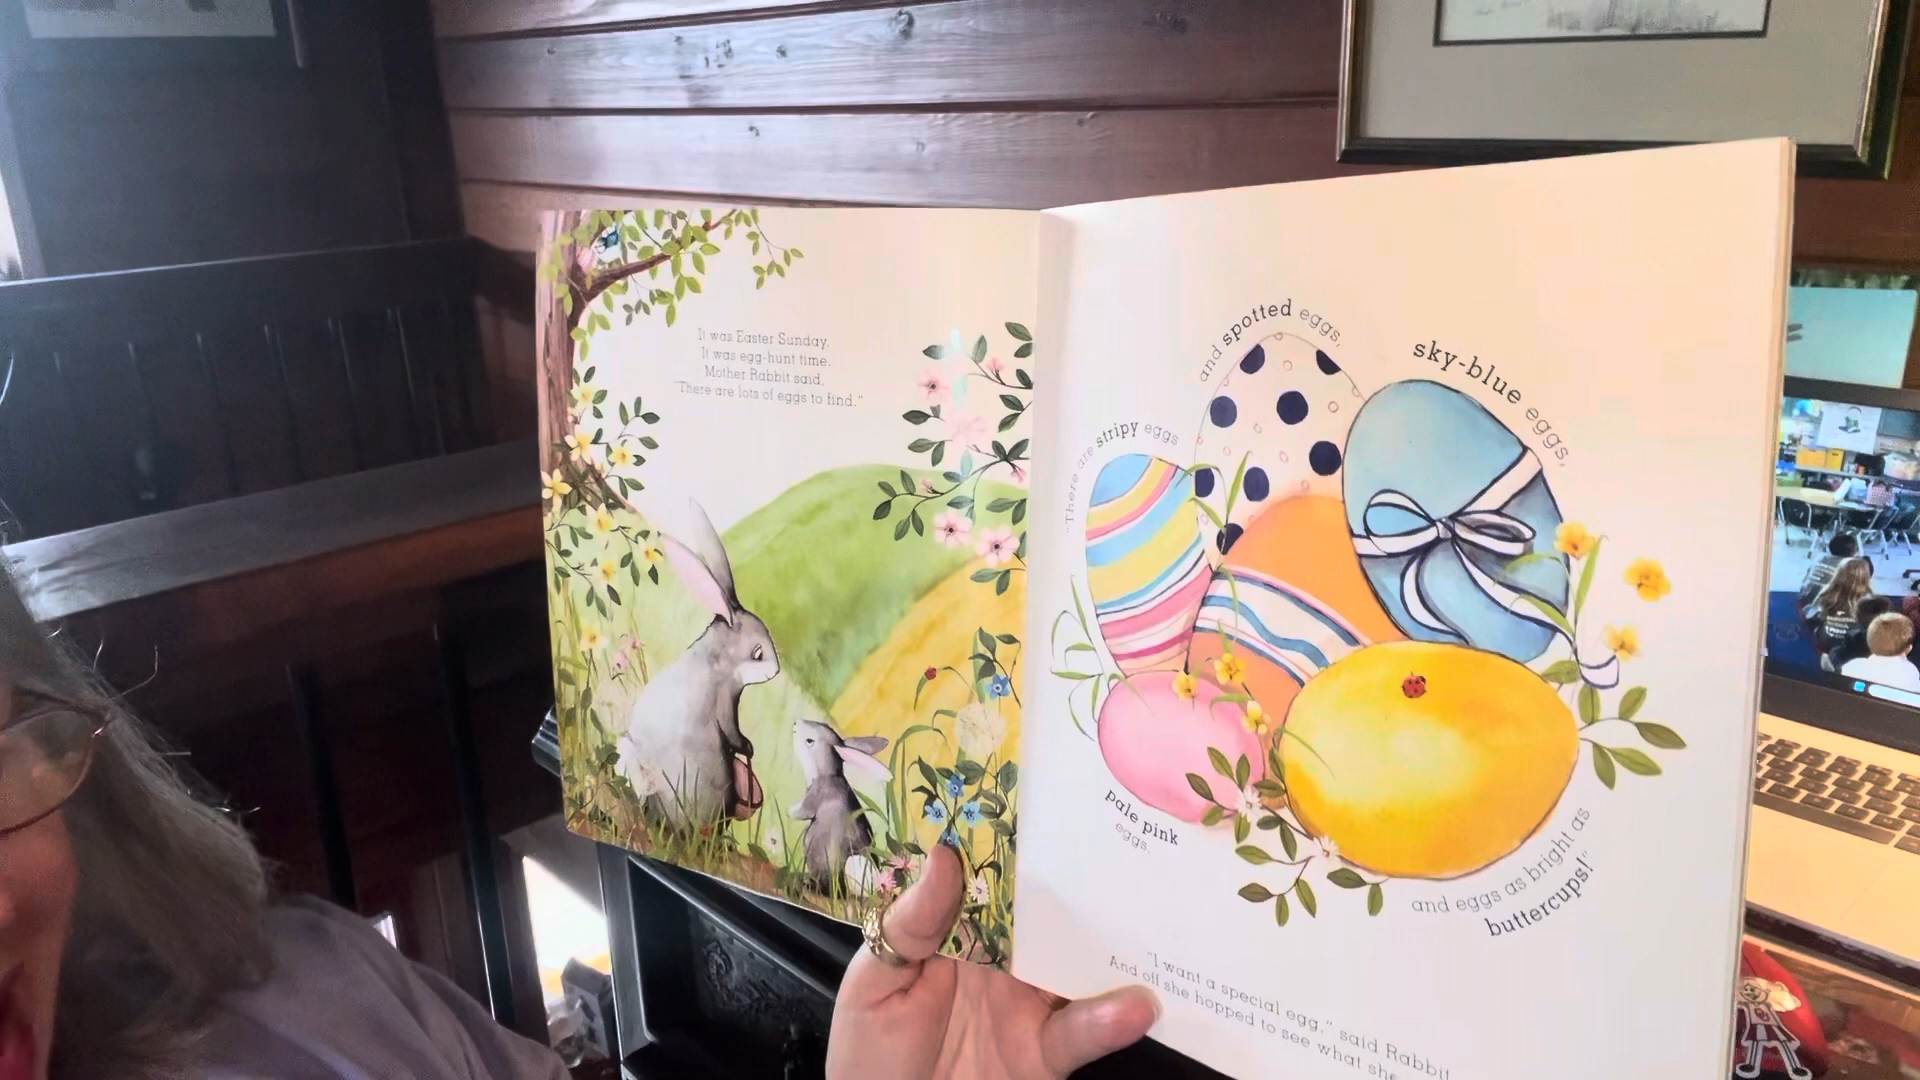 It was Easter Sunday.
It was egg-hunt time.
Mother Rabbit said,
"There are lots of eggs to find."
"There are stripy eggs
and spotted eggs,
sky-blue eggs,
pale pink
eggs,
and eggs as bright as
buttercups!"
"I want a special egg," said Rabbit
And off she hopped to see what she